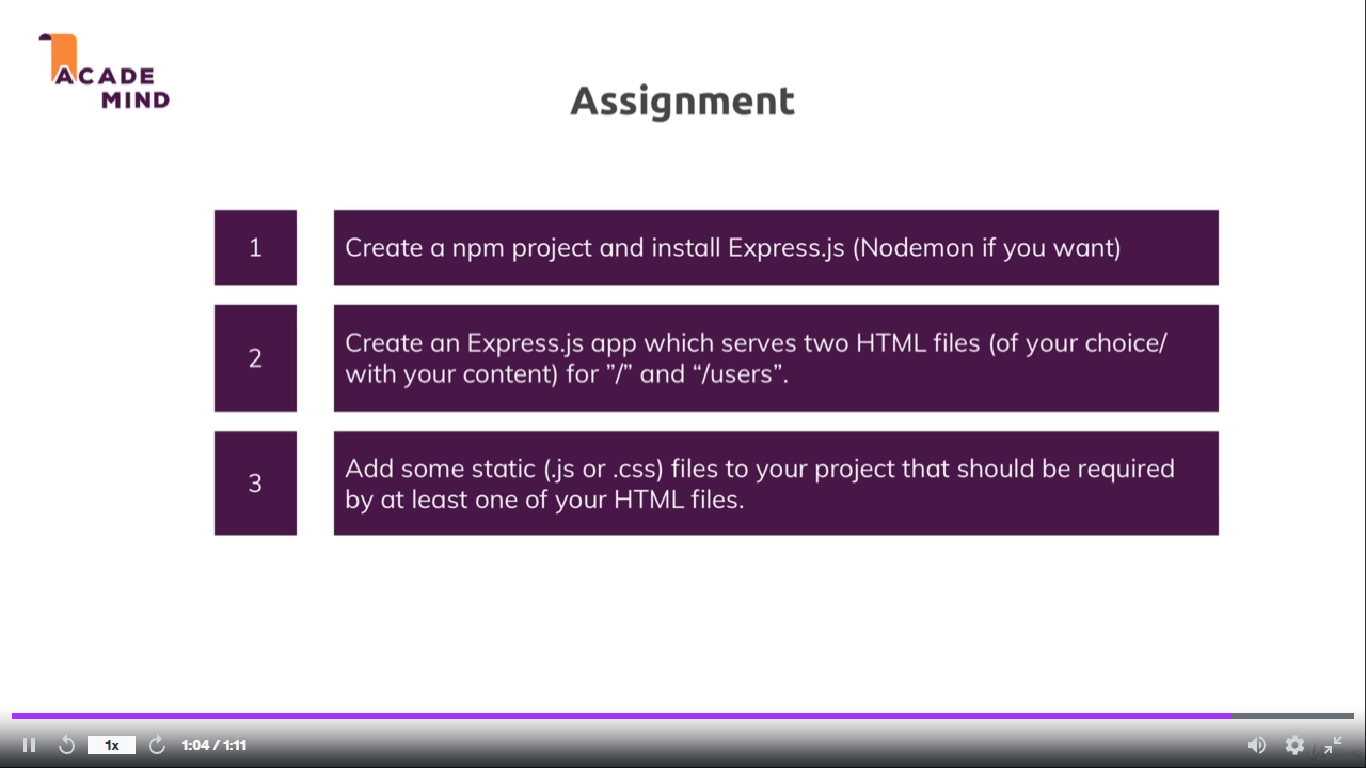 ACADE
MIND
Assignment
1
Create a npm project and install Express.js (Nodemon if you want)
2
Create an Express.js app which serves two HTML files (of your choice/
with your content) for ”/” and “/users”.
3
Add some static (.js or .css) files to your project that should be required
by at least one of your HTML files.
1x
1:04 / 1:11